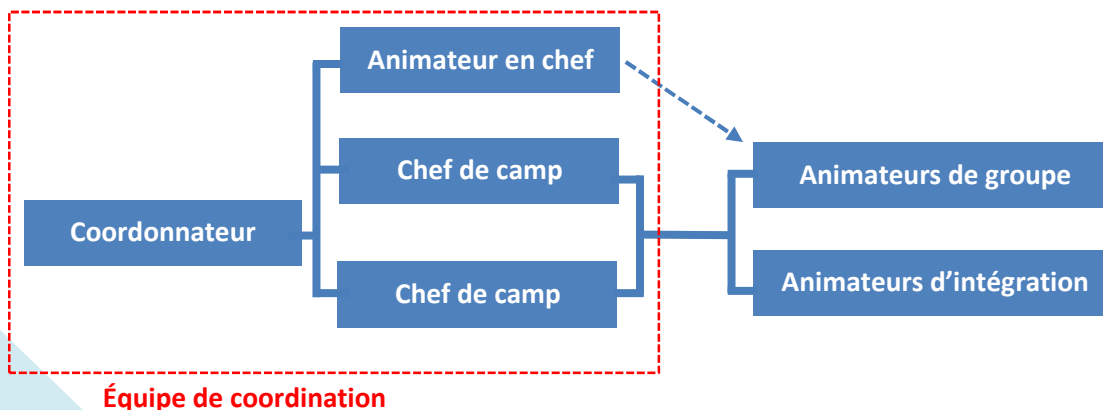 Animateur en chef
Chef de camp
Animateurs de groupe
Coordonnateur
Chef de camp
Animateurs d’intégration
Équipe de coordination